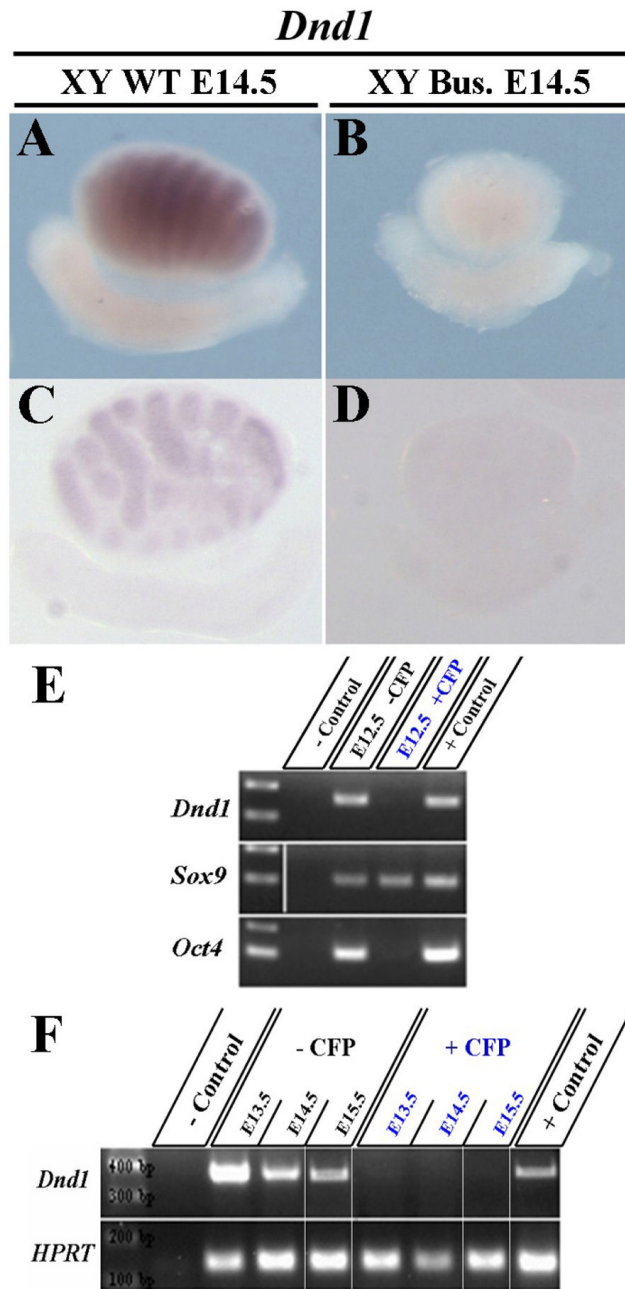 Dnd1
XY WT E14.5
XY Bus. E14.5
A
B
C
D
E
- Control
E12.5 -CFP
E12.5 +CFP
+ Control
Dnd1
Sox9
Oct4
F
- Control
- CFP
+ CFP
+ Control
E13.5
E14.5
E15.5
E13.5
E14.5
E15.5
Dnd1
400 bp
300 bp
HPRT
200 bp
100 bp